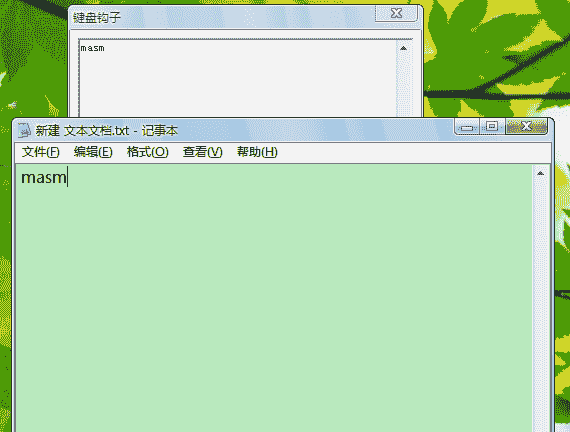 键盘钩子
masm
新建 文本文档.txt - 记事本
文件(F) 编辑(E) 格式(O) 查看(V) 帮助(H)
masm